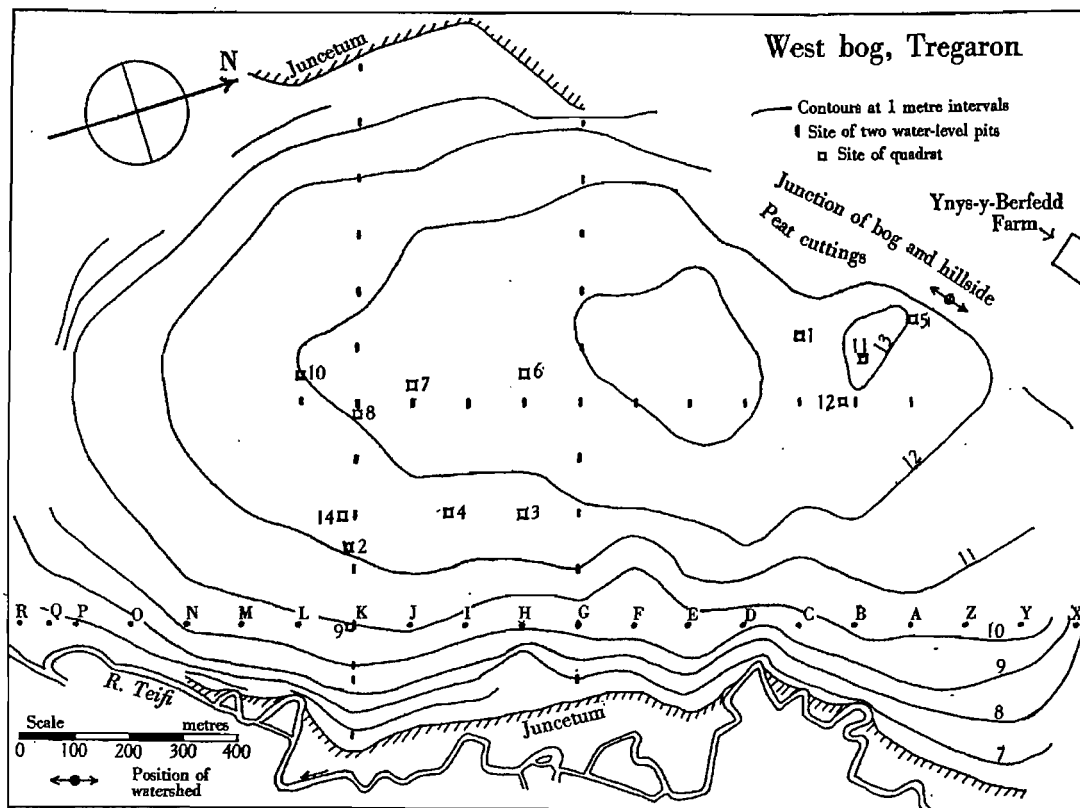 West bog, Tregaron
Juncetum
N
Contours at 1 metre intervals
Site of two water-level pits
Site of quadrat
Junction of bog and hillside
Peat cuttings
Ynys-y-Berfedd
Farm
1
5
11
13
10
7
6
8
12
12
14
4
3
2
11
R Q P O N M L K J I H G F E D C B A Z Y X
9
10
9
8
7
R. Teifi
Juncetum
Scale metres
0 100 200 300 400
Position of
watershed